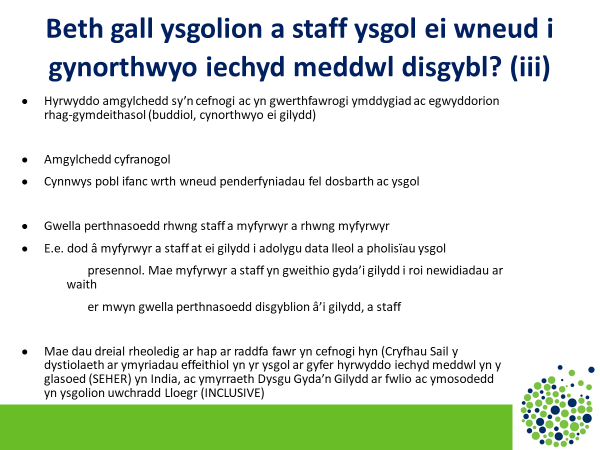 Beth gall ysgolion a staff ysgol ei wneud i
gynorthwyo iechyd meddwl disgybl? (iii)
● Hyrwyddo amgylchedd sy'n cefnogi ac yn gwerthfawrogi ymddygiad ac egwyddorion
rhag-gymdeithasol (buddiol, cynorthwyo ei gilydd)
● Amgylchedd cyfranogol
● Cynnwys pobl ifanc wrth wneud penderfyniadau fel dosbarth ac ysgol
● Gwella perthnasoedd rhwng staff a myfyrwyr a rhwng myfyrwyr
● E.e. dod â myfyrwyr a staff at ei gilydd i adolygu data lleol a pholisïau ysgol
presennol. Mae myfyrwyr a staff yn gweithio gyda'i gilydd i roi newidiadau ar
waith
er mwyn gwella perthnasoedd disgyblion â'i gilydd, a staff
● Mae dau dreial rheoledig ar hap ar raddfa fawr yn cefnogi hyn (Cryfhau Sail y
dystiolaeth ar ymyriadau effeithiol yn yr ysgol ar gyfer hyrwyddo iechyd meddwl yn y
glasoed (SEHER) yn India, ac ymyrraeth Dysgu Gyda'n Gilydd ar fwlio ac ymosodedd
yn ysgolion uwchradd Lloegr (INCLUSIVE)